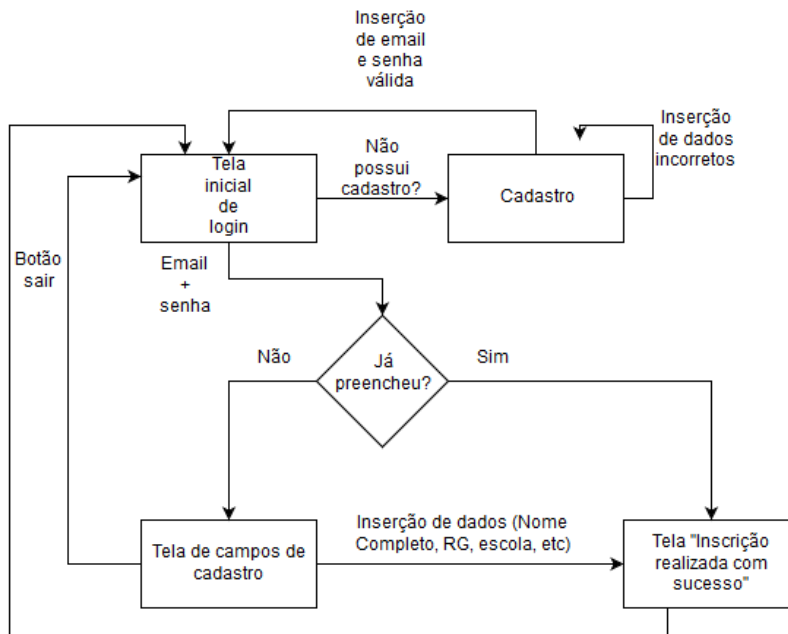 Inserção
de email
e senha
válida
Inserção
de dados
incorretos
Tela
inicial
de
login
Não
possui
cadastro?
Cadastro
Botão
sair
Email
+
senha
Não
Já
preencheu?
Sim
Tela de campos de
cadastro
Inserção de dados (Nome
Completo, RG, escola, etc)
Tela "Inscrição
realizada com
sucesso"